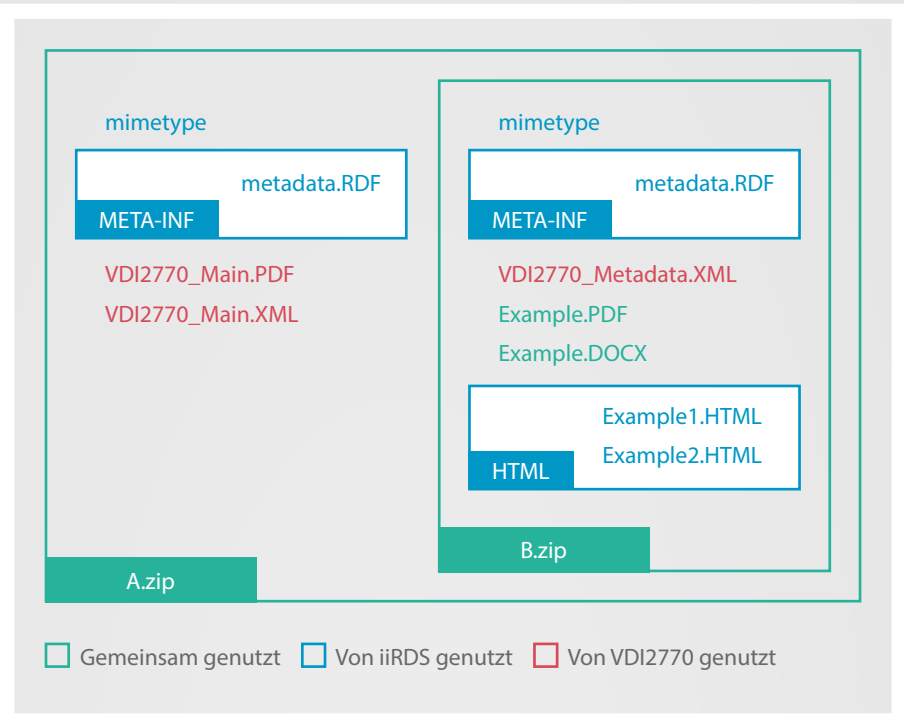 mimetype
metadata.RDF
META-INF
VDI2770_Main.PDF
VDI2770_Main.XML
A.zip
mimetype
metadata.RDF
META-INF
VDI2770_Metadata.XML
Example.PDF
Example.DOCX
Example1.HTML
Example2.HTML
HTML
B.zip
Gemeinsam genutzt
Von iiRDS genutzt
Von VDI2770 genutzt